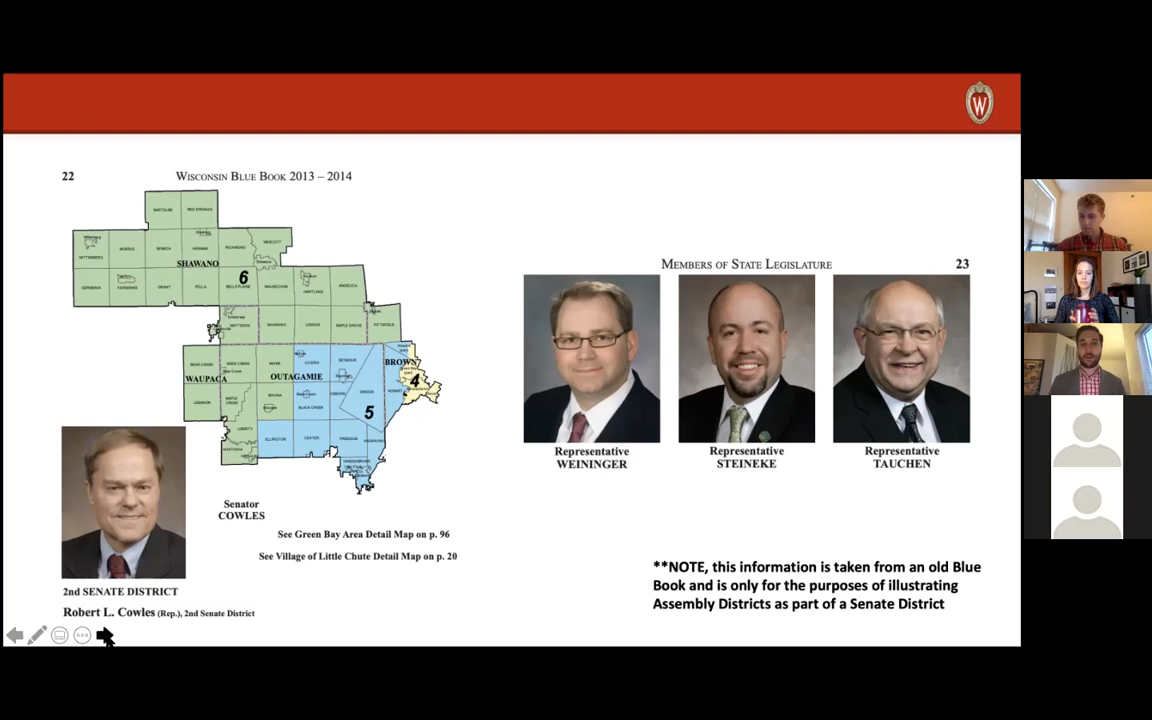 W
22
WISCONSIN BLUE BOOK 2013 – 2014
SHAWANO
6
WAUPACA
OUTAGAMIE
BROWN
4
5
Senator
COWLES
See Green Bay Area Detail Map on p. 96
See Village of Little Chute Detail Map on p. 20
2nd SENATE DISTRICT
Robert L. Cowles (Rep.), 2nd Senate District
MEMBERS OF STATE LEGISLATURE
23
Representative
WEININGER
Representative
STEINEKE
Representative
TAUCHEN
**NOTE, this information is taken from an old Blue
Book and is only for the purposes of illustrating
Assembly Districts as part of a Senate District